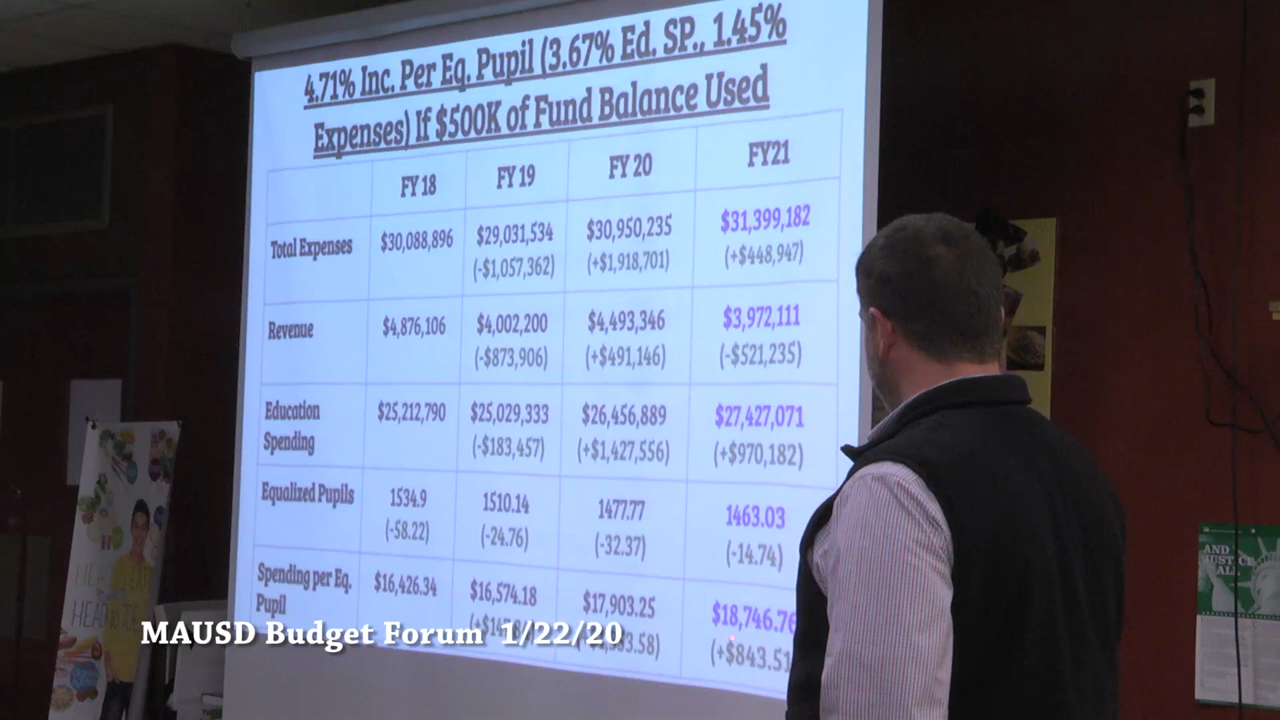 4.71% Inc. Per Eq. Pupil (3.67% Ed. SP., 1.45%
Expenses) If $500K of Fund Balance Used
FY 18 FY 19 FY 20 FY21
Total Expenses $30,088,896 $29,031,534 $30,950,235 $31,399,182
(-$1,057,362) (+$1,918,701) (+$448,947)
Revenue $4,876,106 $4,002,200 $4,493,346 $3,972,111
(-$873,906) (+$491,146) (-$521,235)
Education $25,212,790 $25,029,333 $26,456,889 $27,427,071
Spending (-$183,457) (+$1,427,556) (+$970,182)
Equalized Pupils 1534.9 1510.14 1477.77 1463.03
(-58.22) (-24.76) (-32.37) (-14.74)
Spending per Eq. $16,426.34 $16,574.18 $17,903.25 $18,746.76
Pupil (+$843.51
MAUSD Budget Forum 1/22/20
AND
JUSTICE
ALL